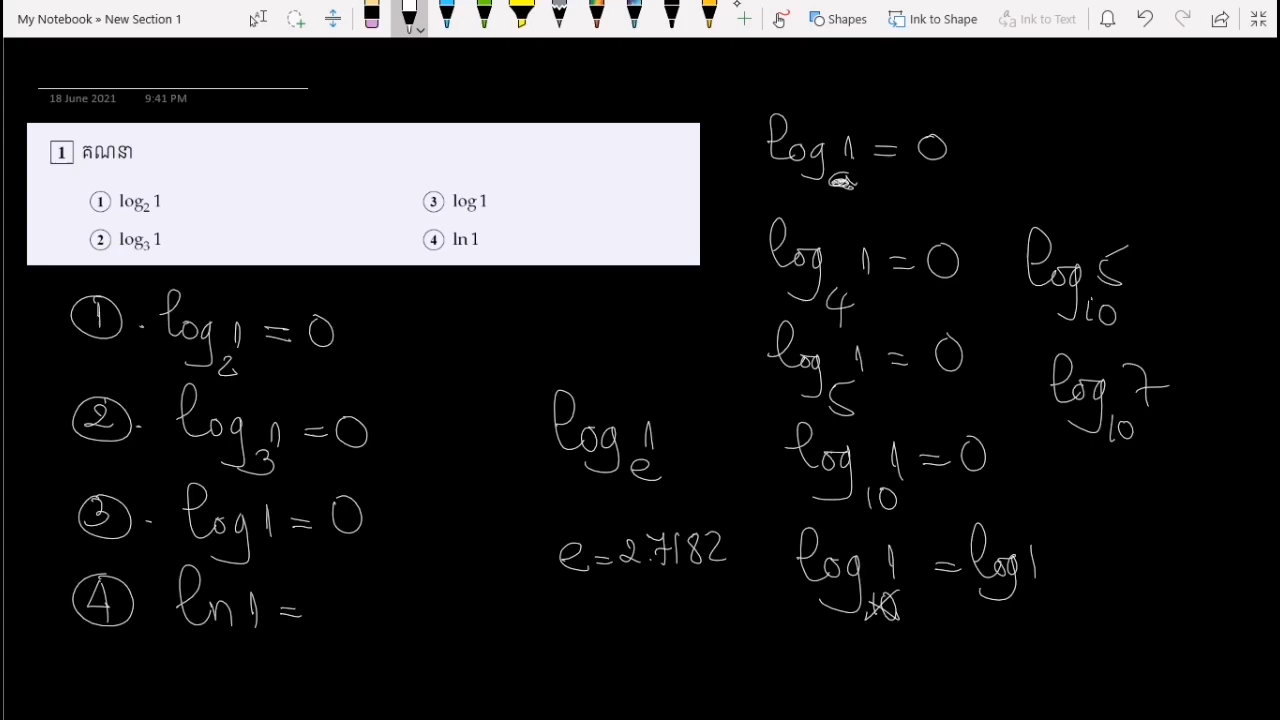 My Notebook » New Section 1
Shapes
Ink to Shape
Ink to Text
18 June 2021 9:41 PM
1 គណនា
① log₂ 1
③ log 1
② log₃ 1
④ ln 1
① . log₂ 1 = 0
② . log₃ 1 = 0
③ . log 1 = 0
④ ln 1 =
logₑ 1
e = 2.7182
logₐ 1 = 0
log₄ 1 = 0
log₅ 1 = 0
log₁₀ 1 = 0
log₁₀ 1 = log 1
log₁₀ 5
log₁₀ 7